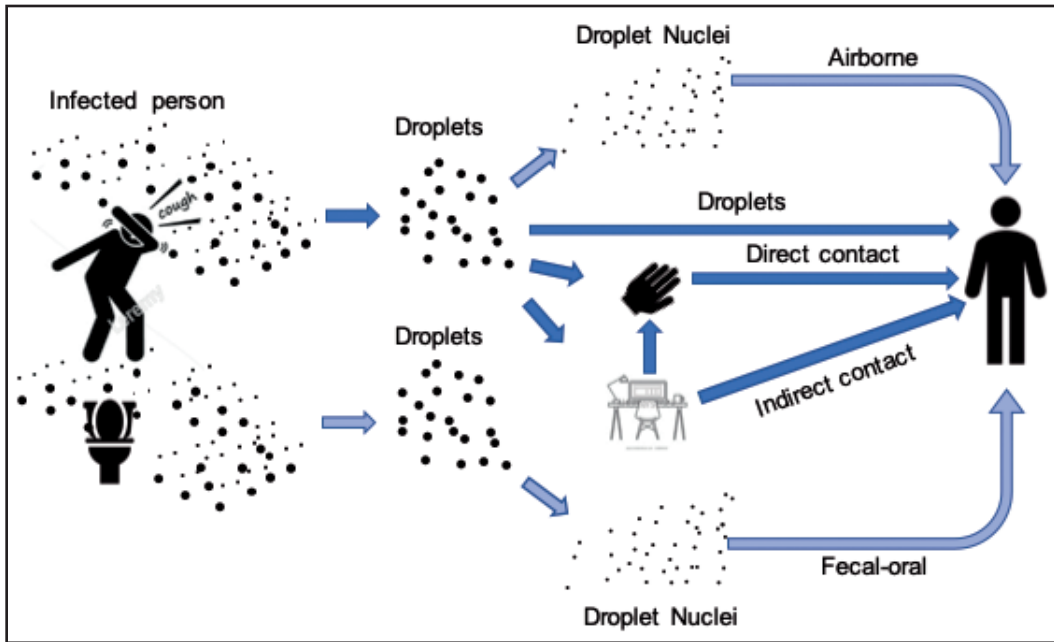 Droplet Nuclei
Airborne
Infected person
Droplets
cough
Droplets
Direct contact
Droplets
Indirect contact
Fecal-oral
Droplet Nuclei